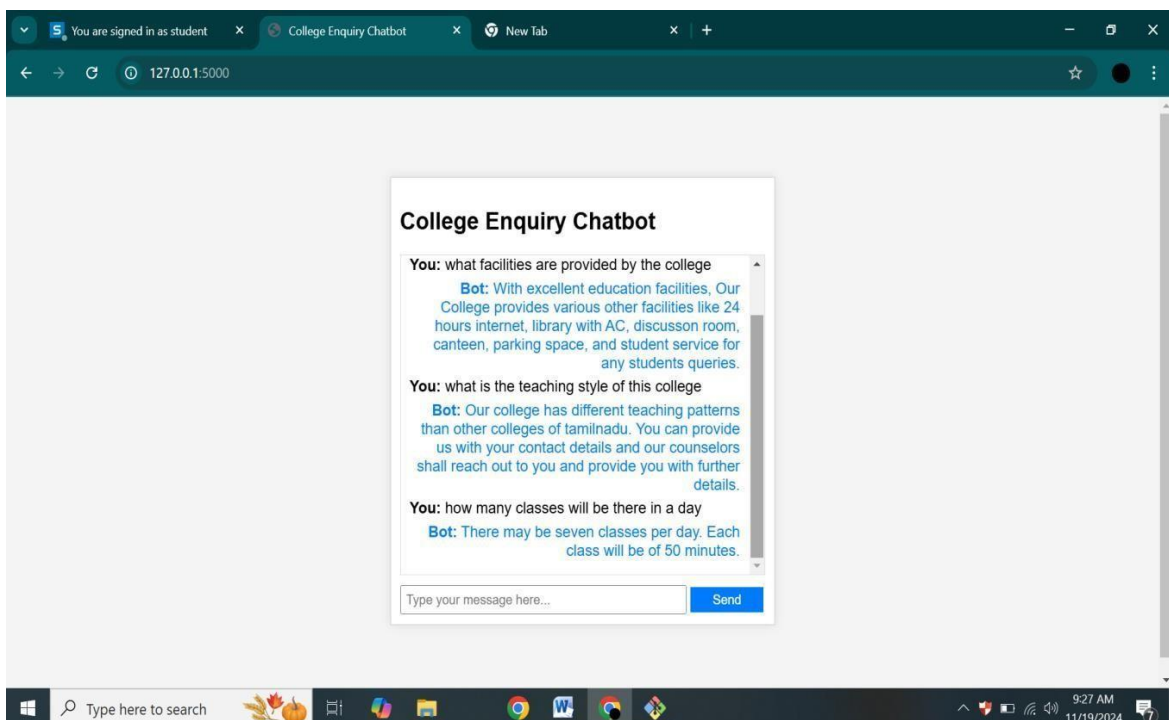 You are signed in as student
College Enquiry Chatbot
New Tab
127.0.0.1:5000
College Enquiry Chatbot
You: what facilities are provided by the college
Bot: With excellent education facilities, Our
College provides various other facilities like 24
hours internet, library with AC, discusson room,
canteen, parking space, and student service for
any students queries.
You: what is the teaching style of this college
Bot: Our college has different teaching patterns
than other colleges of tamilnadu. You can provide
us with your contact details and our counselors
shall reach out to you and provide you with further
details.
You: how many classes will be there in a day
Bot: There may be seven classes per day. Each
class will be of 50 minutes.
Type your message here...
Send
Type here to search
9:27 AM
11/19/2024